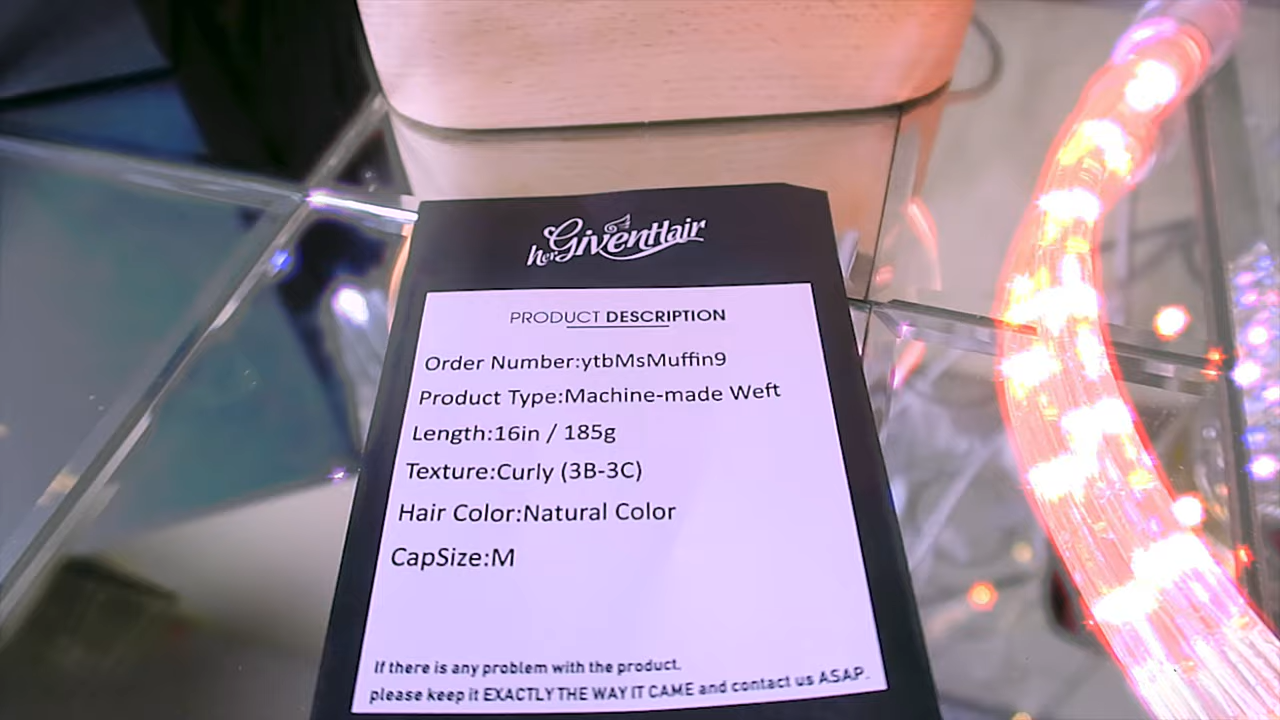 herGivenHair
PRODUCT DESCRIPTION
Order Number:ytbMsMuffin9
Product Type:Machine-made Weft
Length:16in / 185g
Texture:Curly (3B-3C)
Hair Color:Natural Color
CapSize:M
If there is any problem with the product.
please keep it EXACTLY THE WAY IT CAME and contact us ASAP.